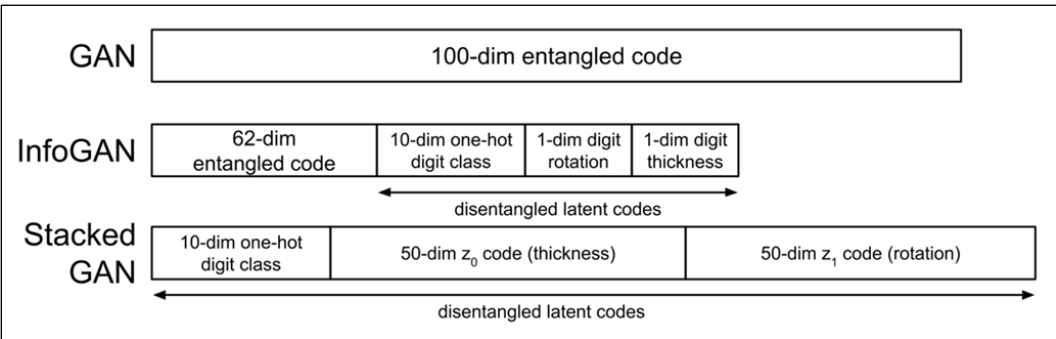 GAN
100-dim entangled code
InfoGAN
62-dim
entangled code
10-dim one-hot
digit class
1-dim digit
rotation
1-dim digit
thickness
disentangled latent codes
Stacked
GAN
10-dim one-hot
digit class
50-dim z₀ code (thickness)
50-dim z₁ code (rotation)
disentangled latent codes